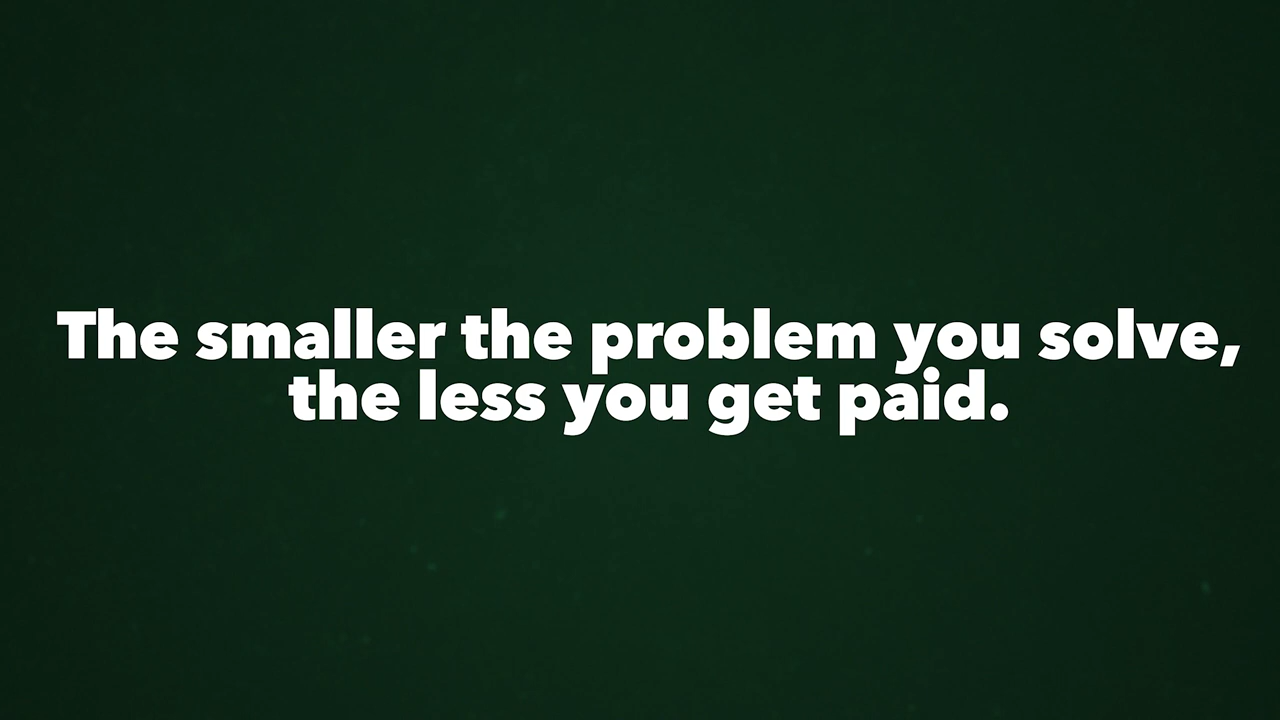 The smaller the problem you solve,
the less you get paid.